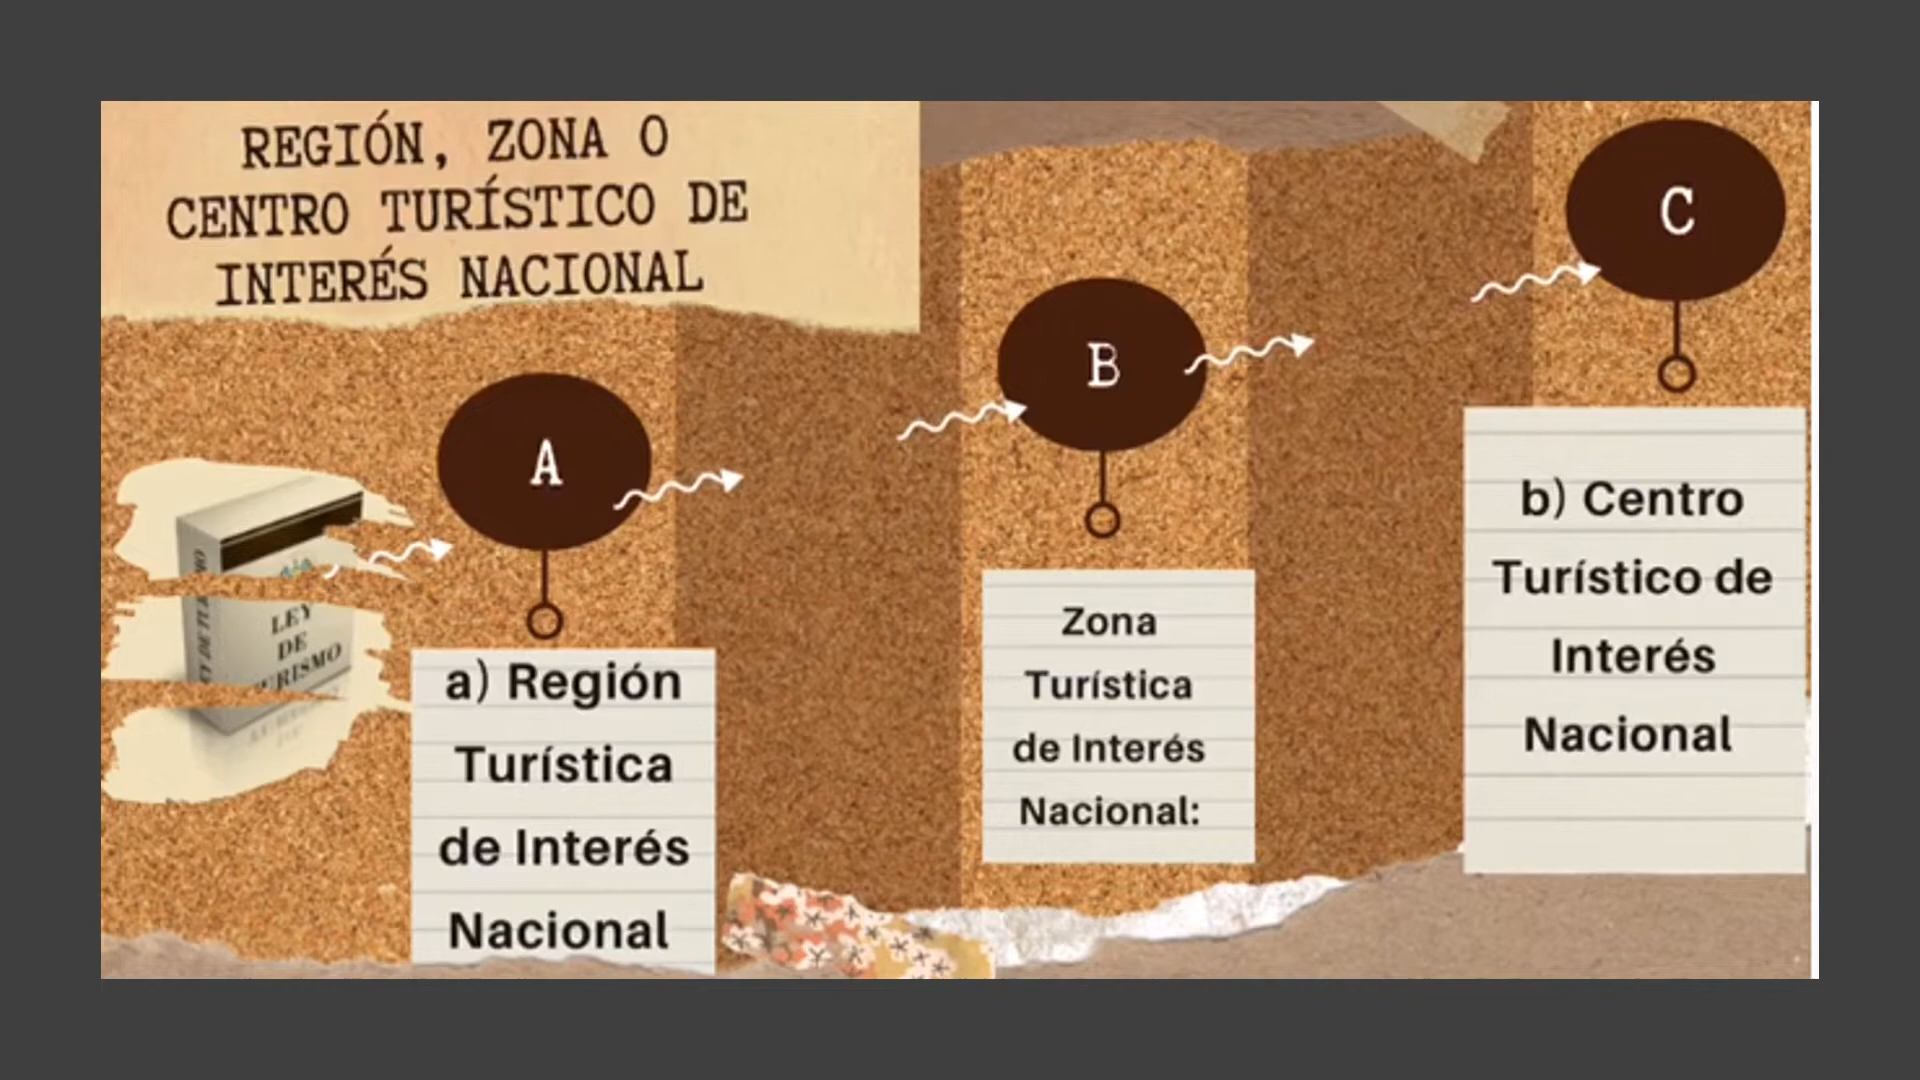 REGIÓN, ZONA O
CENTRO TURÍSTICO DE
INTERÉS NACIONAL
A
B
C
LEY
DE
a) Región
Turística
de Interés
Nacional
Zona
Turística
de Interés
Nacional:
b) Centro
Turístico de
Interés
Nacional